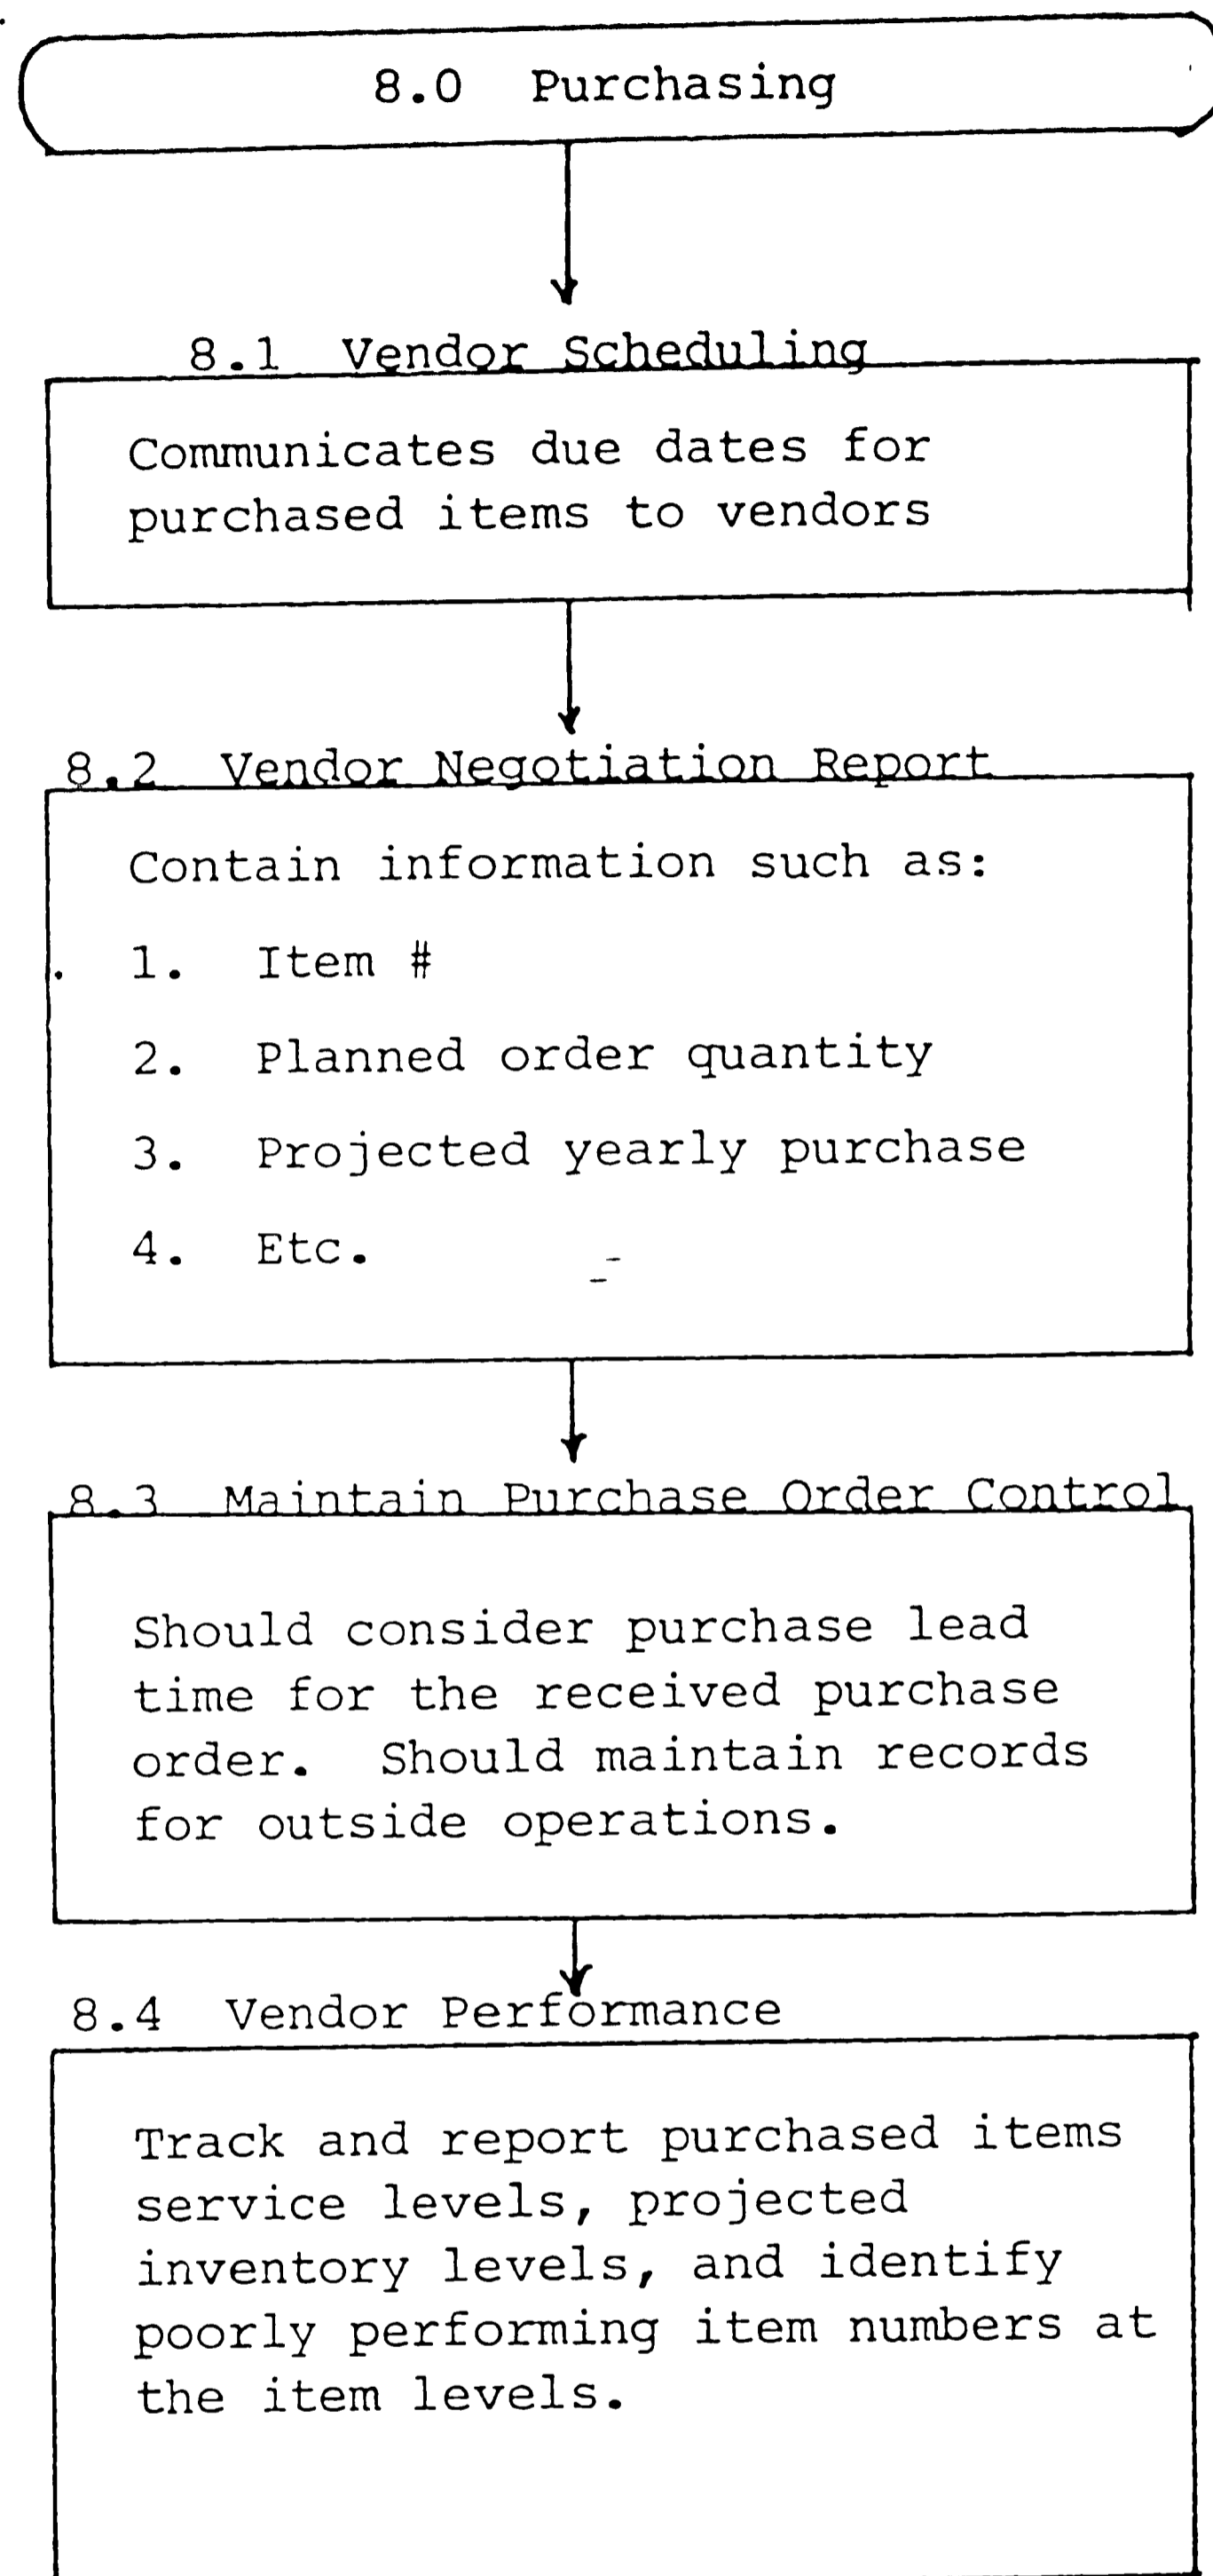 8.0 Purchasing
8.1 Vendor Scheduling
Communicates due dates for
purchased items to vendors
8.2 Vendor Negotiation Report
Contain information such as:
1. Item #
2. Planned order quantity
3. Projected yearly purchase
4. Etc.
8.3 Maintain Purchase Order Control
Should consider purchase lead
time for the received purchase
order. Should maintain records
for outside operations.
8.4 Vendor Performance
Track and report purchased items
service levels, projected
inventory levels, and identify
poorly performing item numbers at
the item levels.